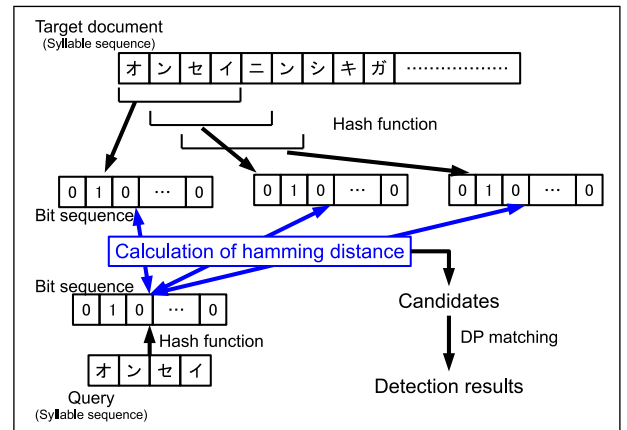 Target document
(Syllable sequence)
オ ン セ イ ニ ン シ キ ガ ………………
Hash function
0 1 0 … 0
0 1 0 … 0
0 1 0 … 0
Bit sequence
Calculation of hamming distance
Bit sequence
0 1 0 … 0
Candidates
Hash function
DP matching
オ ン セ イ
Query
(Syllable sequence)
Detection results